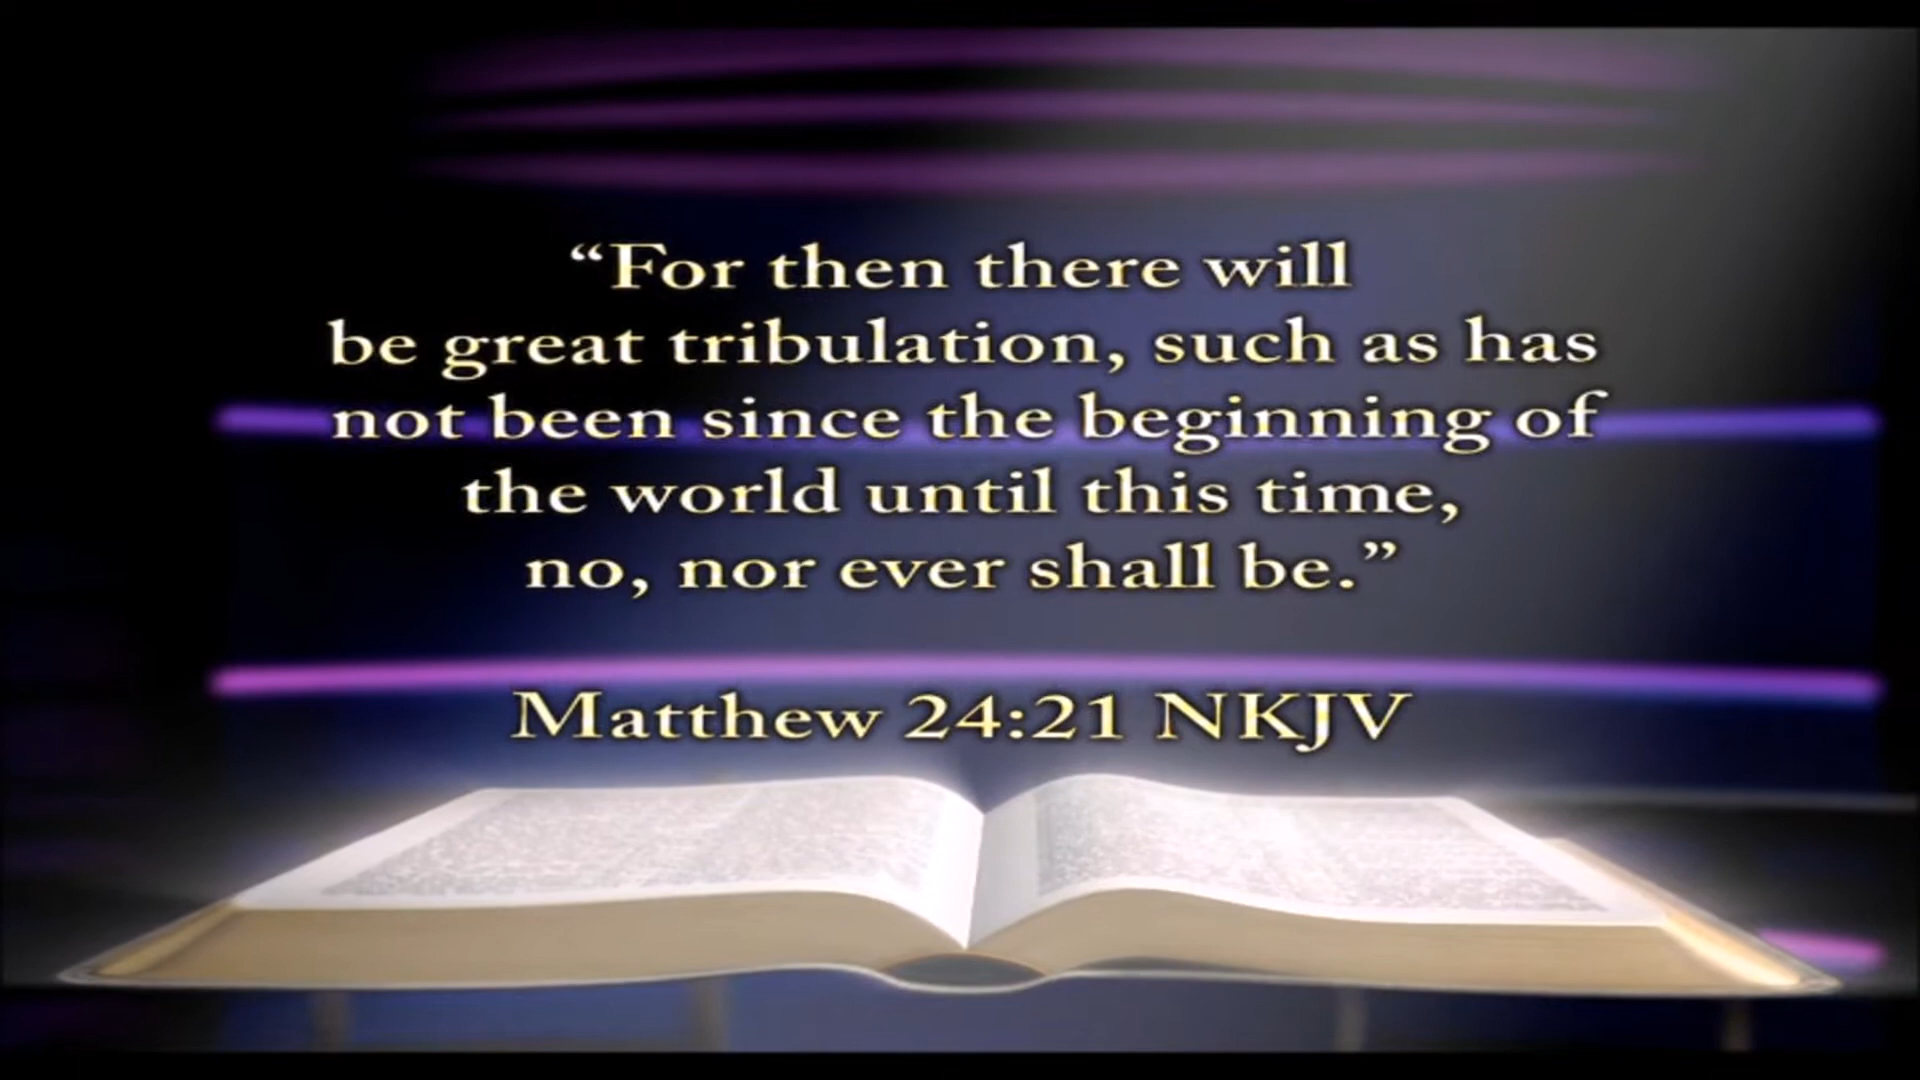 “For then there will
be great tribulation, such as has
not been since the beginning of
the world until this time,
no, nor ever shall be.”
Matthew 24:21 NKJV